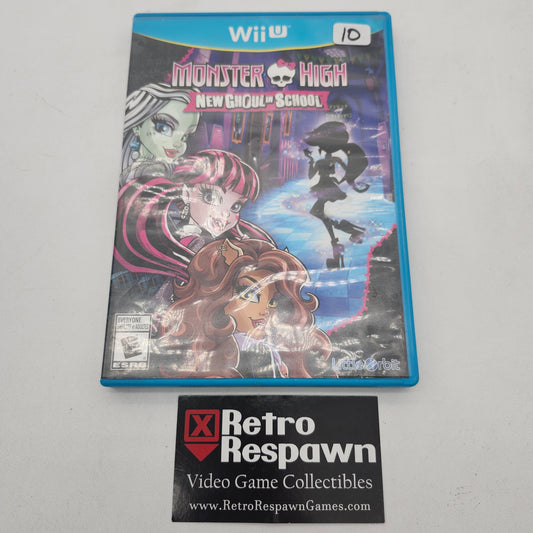 Wii U
10
MONSTER HIGH
NEW GHOUL IN SCHOOL
EVERYONE
E
ESRB
Little Orbit
X Retro
Respawn
Video Game Collectibles
www.RetroRespawnGames.com